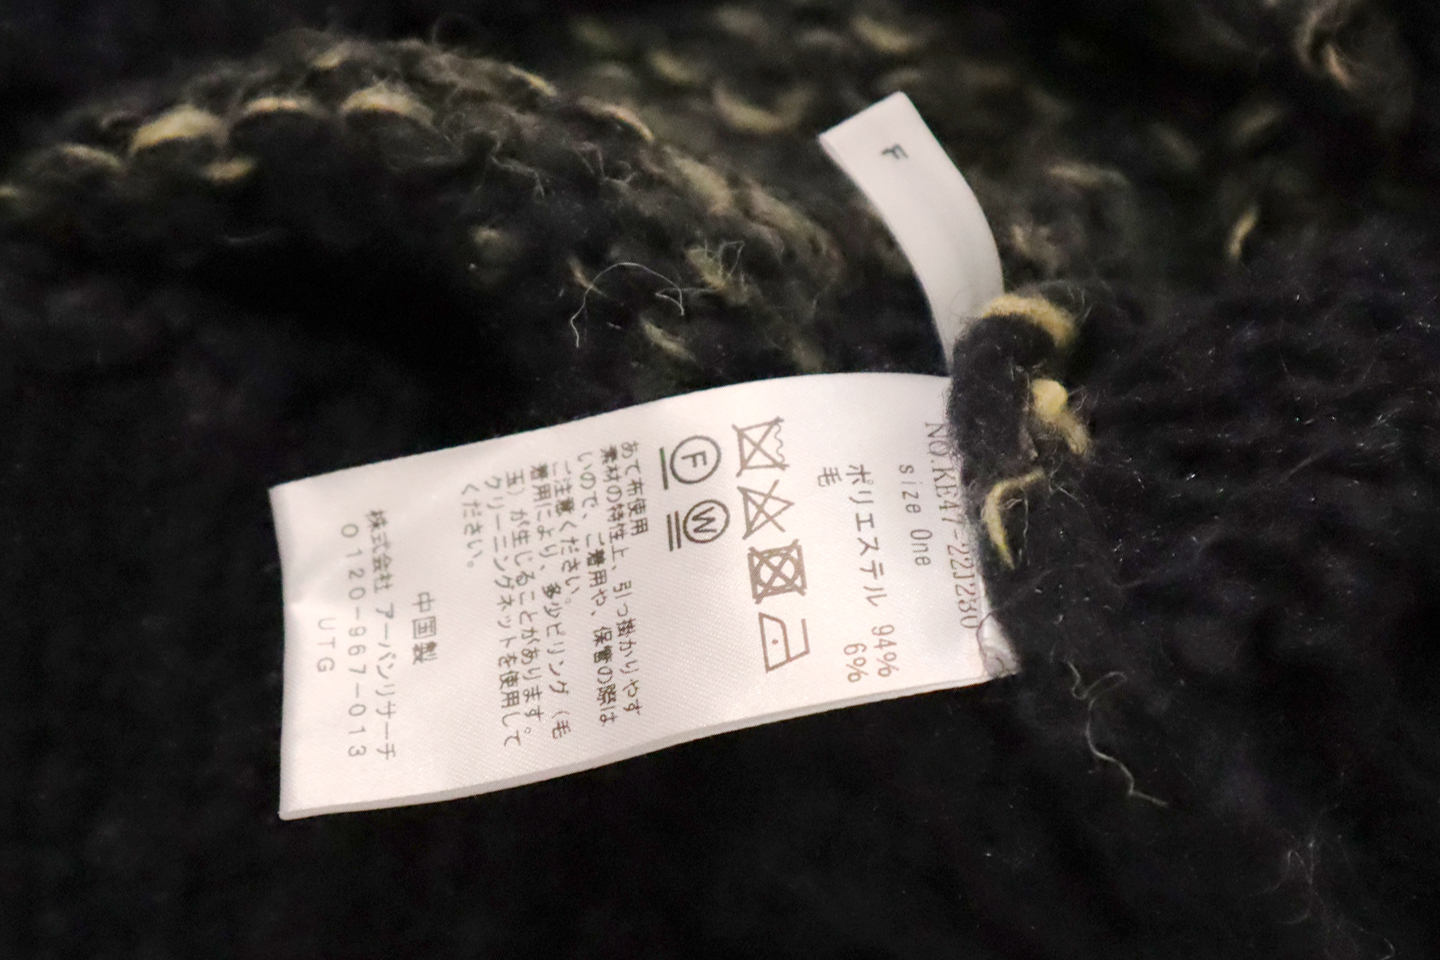 F
NO.KE47-22J280
size One
ポリエステル 94%
毛 6%
F W
あて布使用
素材の特性上、引っ掛かりやす
いので、ご着用や、保管の際は
ご注意ください。
着用により、多少ピリング（毛
玉）が生じることがあります。
クリーニングネットを使用して
ください。
中国製
株式会社 アーバンリサーチ
0120-967-013
UTG